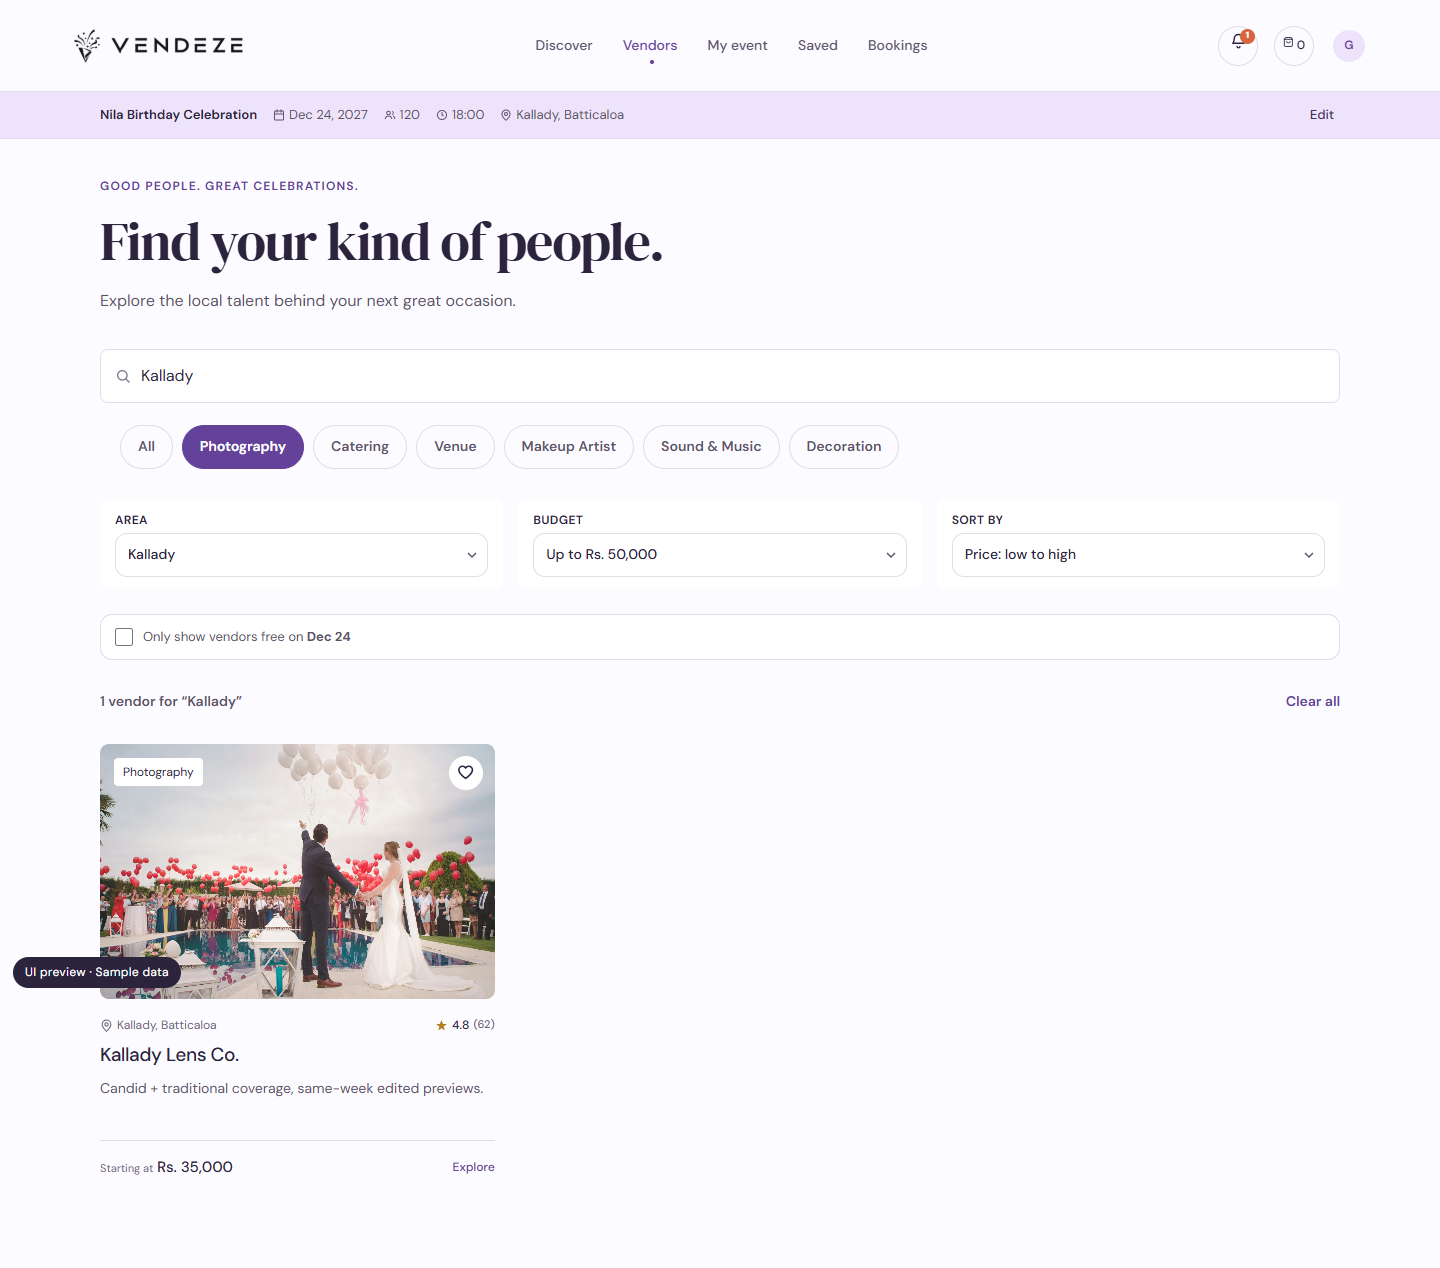 VENDEZE
Discover Vendors My event Saved Bookings
1
0
G
Nila Birthday Celebration Dec 24, 2027 120 18:00 Kallady, Batticaloa Edit
GOOD PEOPLE. GREAT CELEBRATIONS.
Find your kind of people.
Explore the local talent behind your next great occasion.
Kallady
All Photography Catering Venue Makeup Artist Sound & Music Decoration
AREA
Kallady
BUDGET
Up to Rs. 50,000
SORT BY
Price: low to high
Only show vendors free on Dec 24
1 vendor for “Kallady” Clear all
Photography
UI preview · Sample data
Kallady, Batticaloa 4.8 (62)
Kallady Lens Co.
Candid + traditional coverage, same-week edited previews.
Starting at Rs. 35,000 Explore